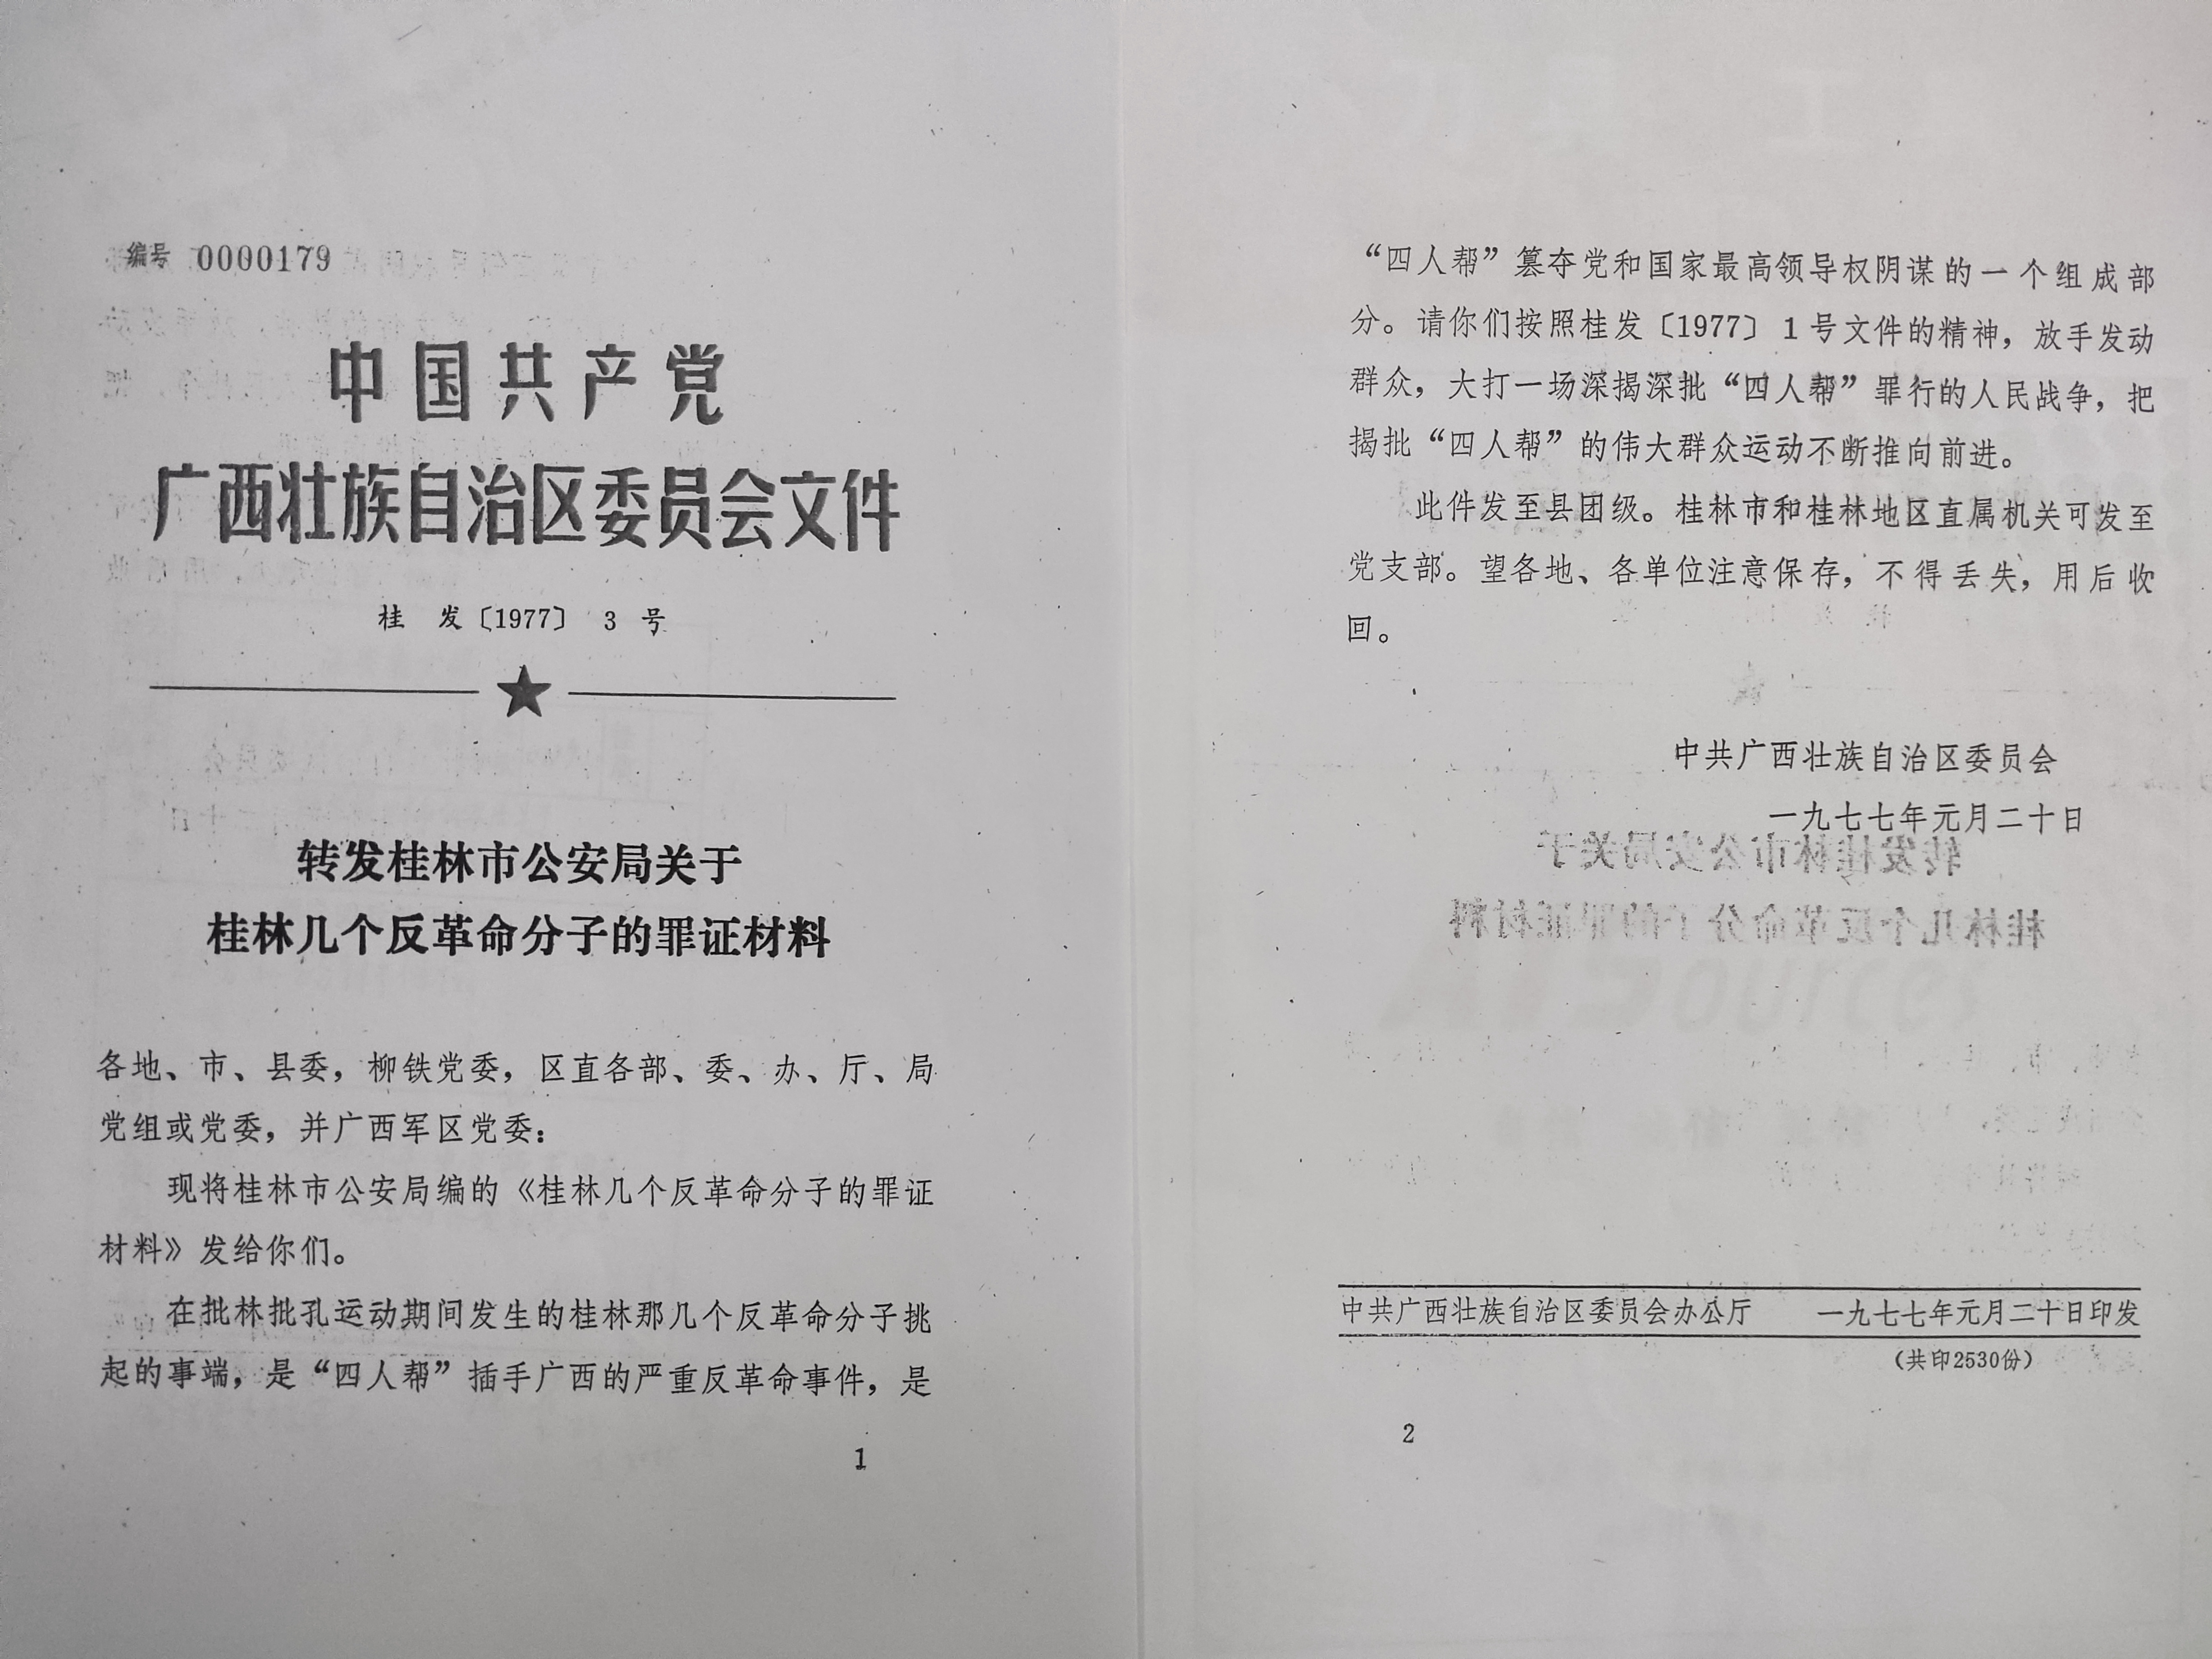 编号 0000179
中国共产党
广西壮族自治区委员会文件
桂 发〔1977〕 3 号
转发桂林市公安局关于
桂林几个反革命分子的罪证材料
各地、市、县委，柳铁党委，区直各部、委、办、厅、局
党组或党委，并广西军区党委：
现将桂林市公安局编的《桂林几个反革命分子的罪证
材料》发给你们。
在批林批孔运动期间发生的桂林那几个反革命分子挑
起的事端，是“四人帮”插手广西的严重反革命事件，是
1
“四人帮”篡夺党和国家最高领导权阴谋的一个组成部
分。请你们按照桂发〔1977〕1号文件的精神，放手发动
群众，大打一场深揭深批“四人帮”罪行的人民战争，把
揭批“四人帮”的伟大群众运动不断推向前进。
此件发至县团级。桂林市和桂林地区直属机关可发至
党支部。望各地、各单位注意保存，不得丢失，用后收
回。
中共广西壮族自治区委员会
一九七七年元月二十日
中共广西壮族自治区委员会办公厅 一九七七年元月二十日印发
（共印2530份）
2